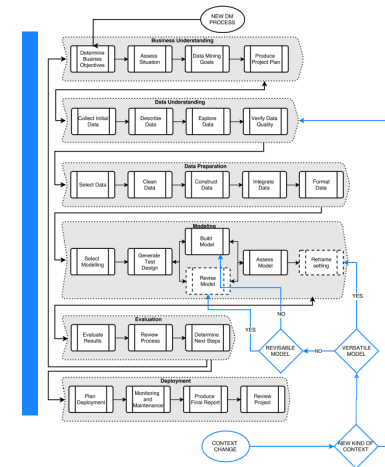 NEW DM
PROCESS
Business Understanding
Determine
Busines
Objectives
Assess
Situation
Data Mining
Goals
Produce
Project Plan
Data Understanding
Collect Initial
Data
Describe
Data
Explore
Data
Verify Data
Quality
Data Preparation
Select Data
Clean
Data
Construct
Data
Integrate
Data
Format
Data
Modeling
Select
Modelling
Generate
Test
Design
Build
Model
Revise
Model
Assess
Model
Reframe
setting
YES
NO
YES
Evaluation
Evaluate
Results
Review
Process
Determine
Next Steps
REVISABLE
MODEL
NO
VERSATILE
MODEL
Deployment
Plan
Deployment
Monitoring
and
Maintenance
Produce
Final Report
Review
Project
CONTEXT
CHANGE
NEW KIND OF
CONTEXT